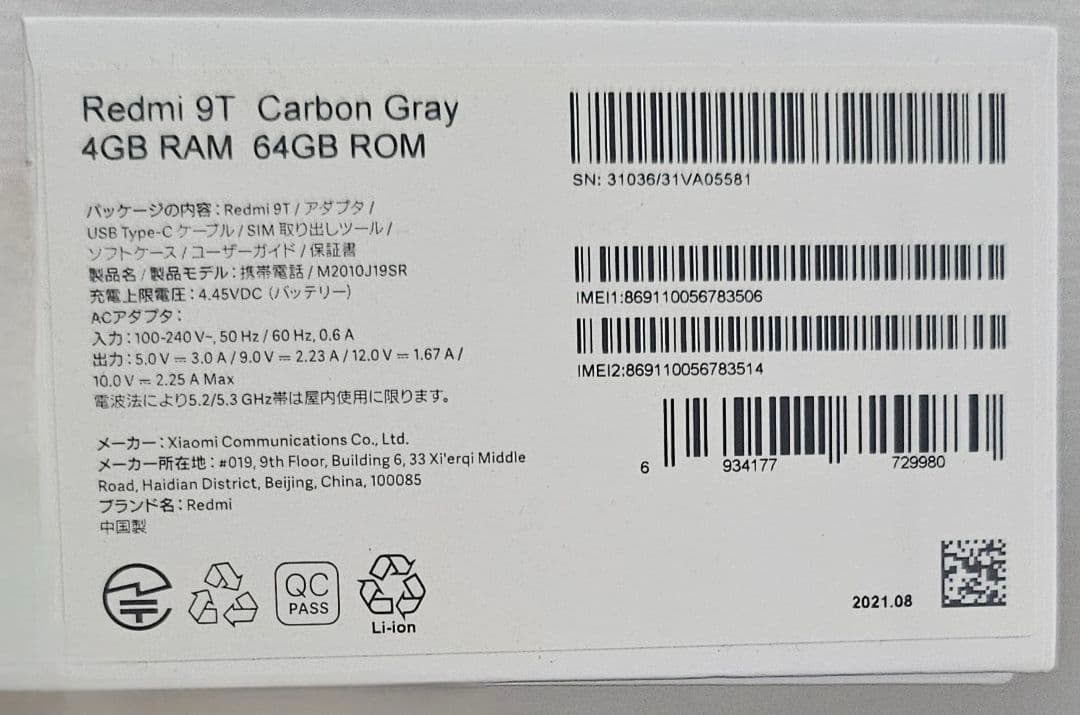 Redmi 9T Carbon Gray
4GB RAM 64GB ROM
パッケージの内容：Redmi 9T / アダプタ /
USB Type-C ケーブル / SIM 取り出しツール /
ソフトケース / ユーザーガイド / 保証書
製品名 / 製品モデル：携帯電話 / M2010J19SR
充電上限電圧：4.45VDC（バッテリー）
ACアダプタ：
入力：100-240 V~, 50 Hz / 60 Hz, 0.6 A
出力：5.0 V ⎓ 3.0 A / 9.0 V ⎓ 2.23 A / 12.0 V ⎓ 1.67 A /
10.0 V ⎓ 2.25 A Max
電波法により5.2/5.3 GHz帯は屋内使用に限ります。
メーカー：Xiaomi Communications Co., Ltd.
メーカー所在地：#019, 9th Floor, Building 6, 33 Xi'erqi Middle
Road, Haidian District, Beijing, China, 100085
ブランド名：Redmi
中国製
QC
PASS
Li-ion
SN: 31036/31VA05581
IMEI1:869110056783506
IMEI2:869110056783514
6 934177 729980
2021.08